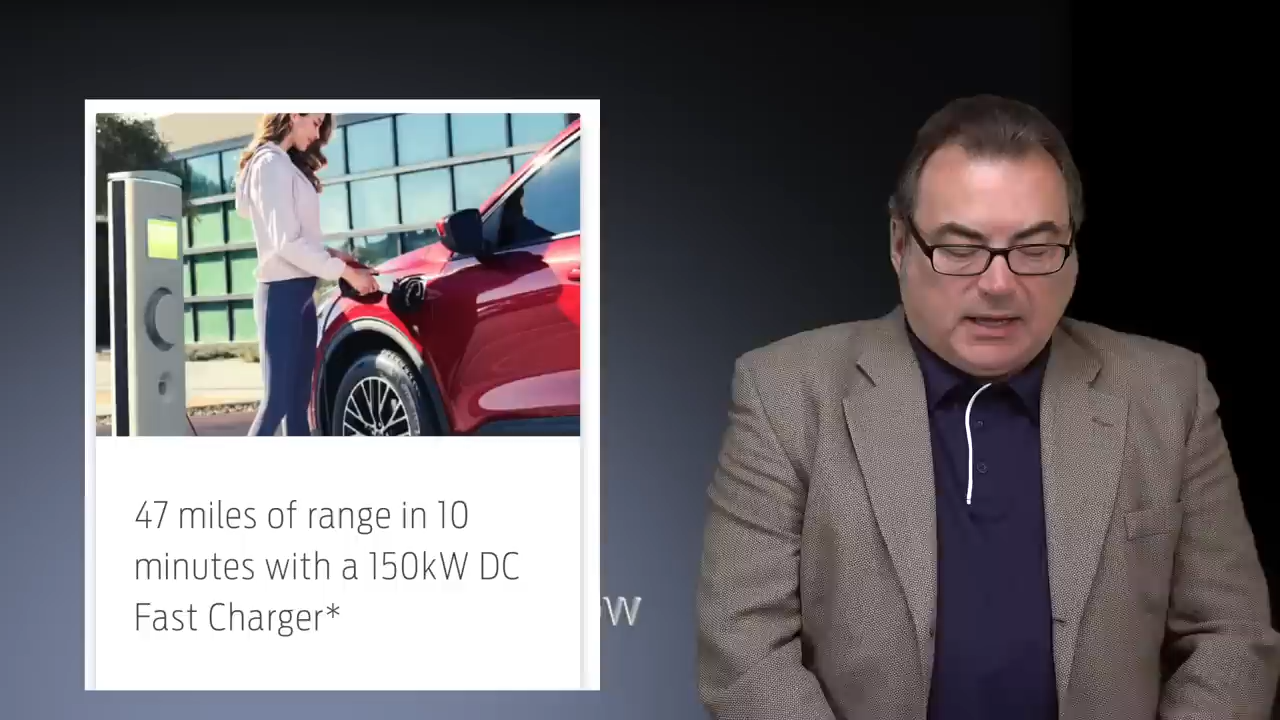 47 miles of range in 10
minutes with a 150kW DC
Fast Charger*